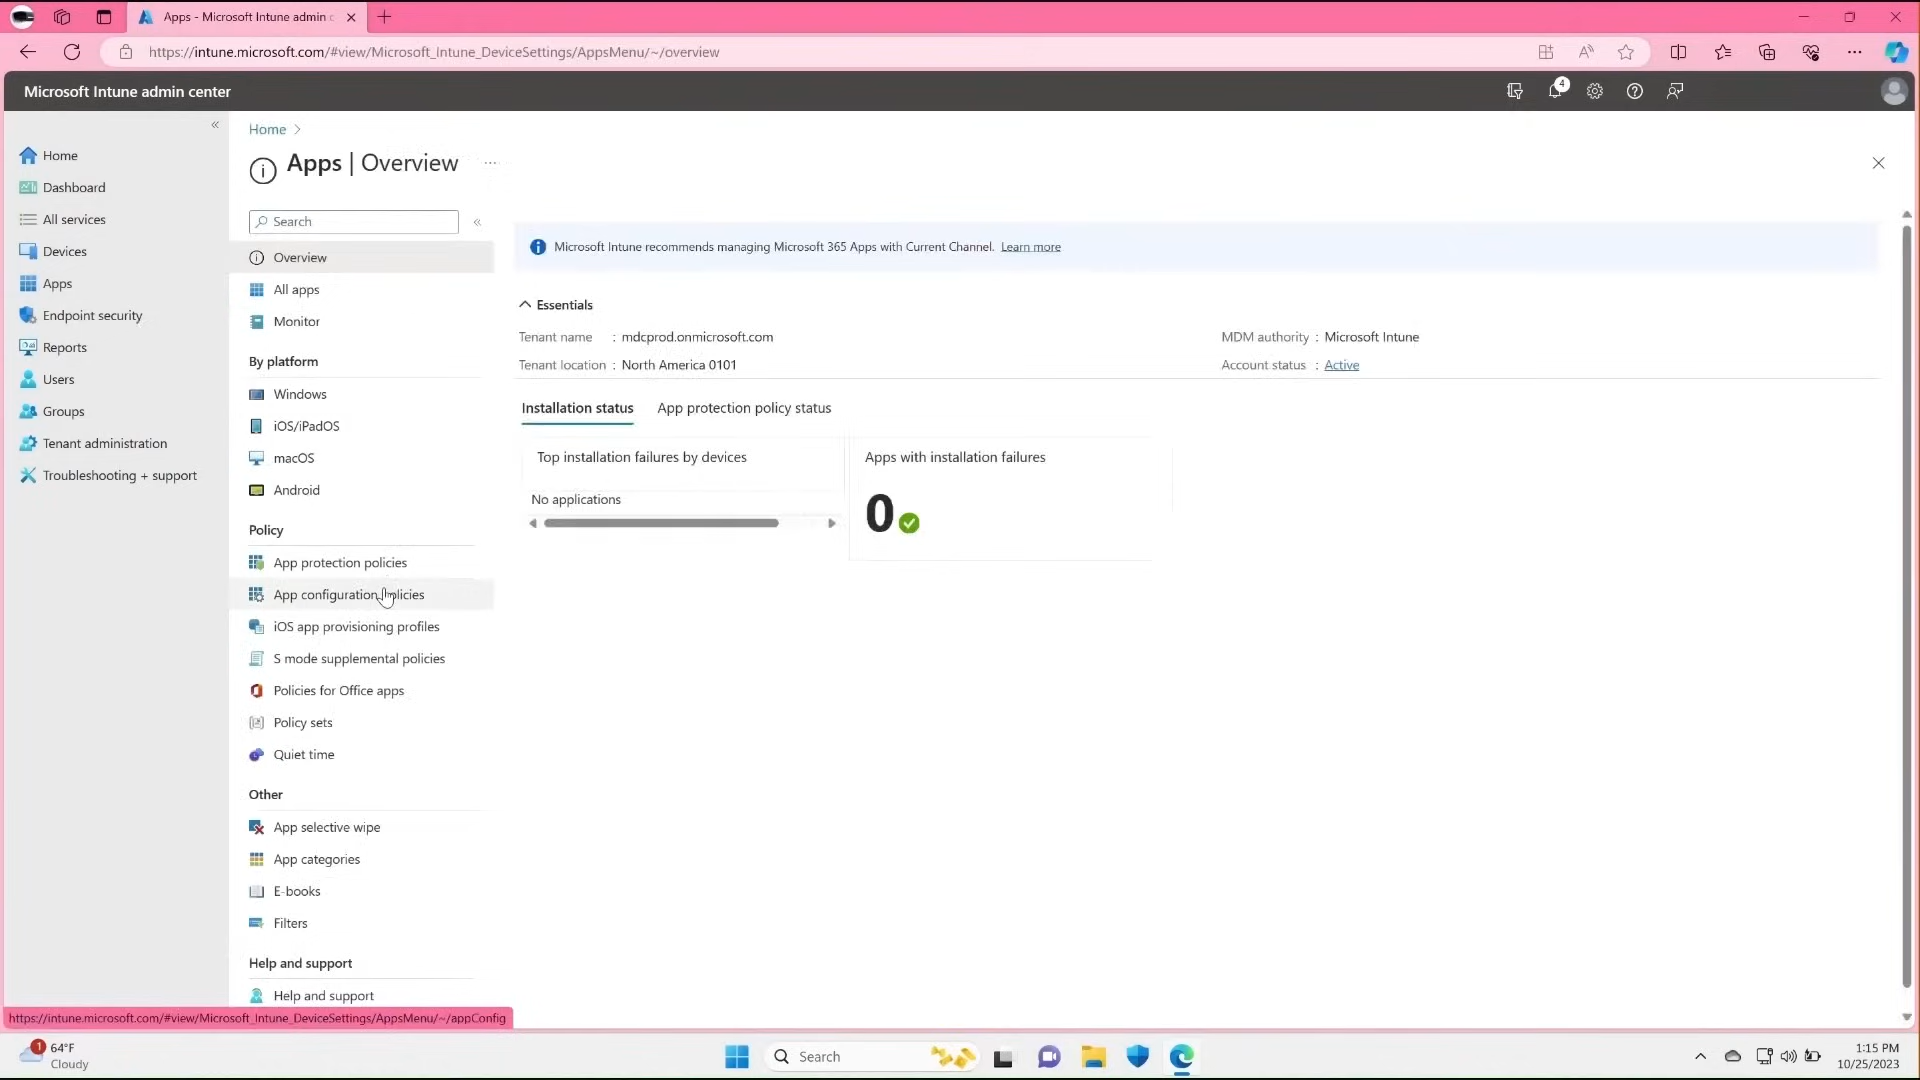 Apps - Microsoft Intune admin c
https://intune.microsoft.com/#view/Microsoft_Intune_DeviceSettings/AppsMenu/~/overview
Microsoft Intune admin center
4
Home
Dashboard
All services
Devices
Apps
Endpoint security
Reports
Users
Groups
Tenant administration
Troubleshooting + support
Home >
Apps | Overview ...
Search
Overview
All apps
Monitor
By platform
Windows
iOS/iPadOS
macOS
Android
Policy
App protection policies
App configuration policies
iOS app provisioning profiles
S mode supplemental policies
Policies for Office apps
Policy sets
Quiet time
Other
App selective wipe
App categories
E-books
Filters
Help and support
Help and support
Microsoft Intune recommends managing Microsoft 365 Apps with Current Channel. Learn more
Essentials
Tenant name : mdcprod.onmicrosoft.com
Tenant location : North America 0101
MDM authority : Microsoft Intune
Account status : Active
Installation status App protection policy status
Top installation failures by devices
No applications
Apps with installation failures
0
https://intune.microsoft.com/#view/Microsoft_Intune_DeviceSettings/AppsMenu/~/appConfig
1
64°F
Cloudy
Search
1:15 PM
10/25/2023